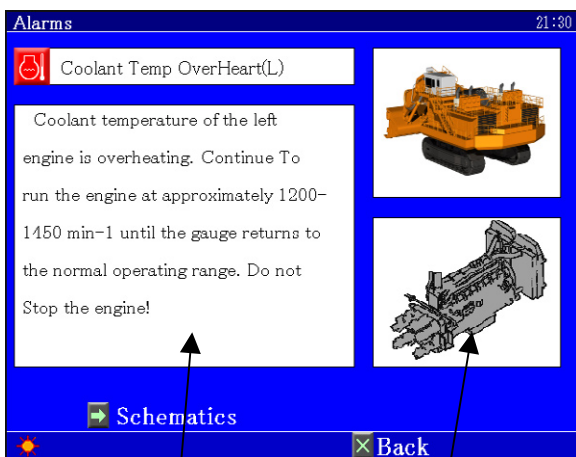 Alarms 21:30
Coolant Temp OverHeart(L)
Coolant temperature of the left
engine is overheating. Continue To
run the engine at approximately 1200-
1450 min-1 until the gauge returns to
the normal operating range. Do not
Stop the engine!
Schematics
Back